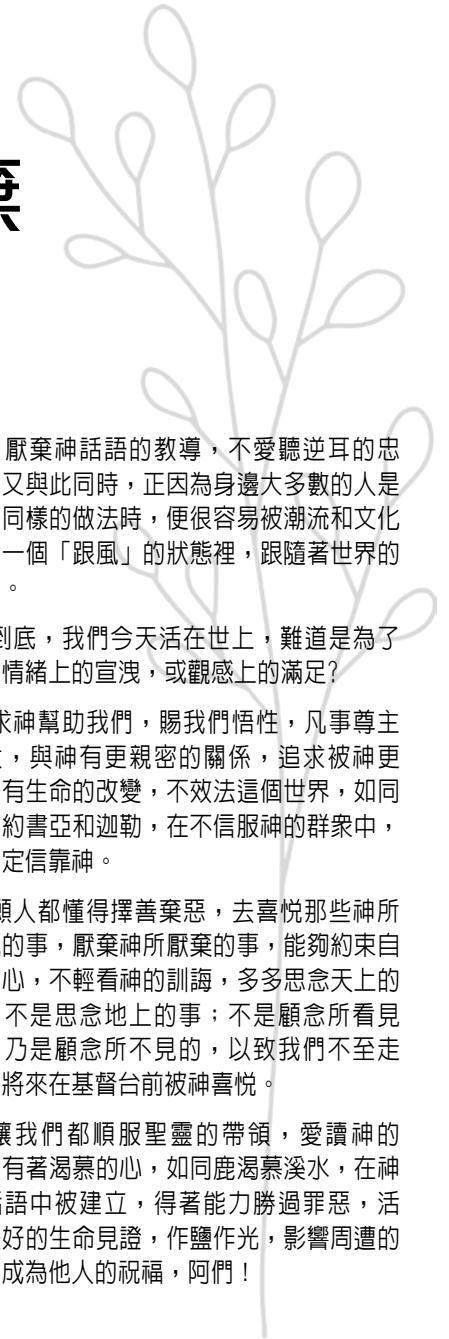 棄
厭棄神話語的教導，不愛聽逆耳的忠
又與此同時，正因為身邊大多數的人是
同樣的做法時，便很容易被潮流和文化
一個「跟風」的狀態裡，跟隨著世界的
。
到底，我們今天活在世上，難道是為了
情緒上的宣洩，或觀感上的滿足?
求神幫助我們，賜我們悟性，凡事尊主
，與神有更親密的關係，追求被神更
有生命的改變，不效法這個世界，如同
約書亞和迦勒，在不信服神的群衆中，
定信靠神。
願人都懂得擇善棄惡，去喜悦那些神所
的事，厭棄神所厭棄的事，能夠約束自
心，不輕看神的訓誨，多多思念天上的
不是思念地上的事；不是顧念所看見
乃是顧念所不見的，以致我們不至走
將來在基督台前被神喜悦。
讓我們都順服聖靈的帶領，愛讀神的
有著渴慕的心，如同鹿渴慕溪水，在神
話語中被建立，得著能力勝過罪惡，活
好的生命見證，作鹽作光，影響周遭的
成為他人的祝福，阿們！